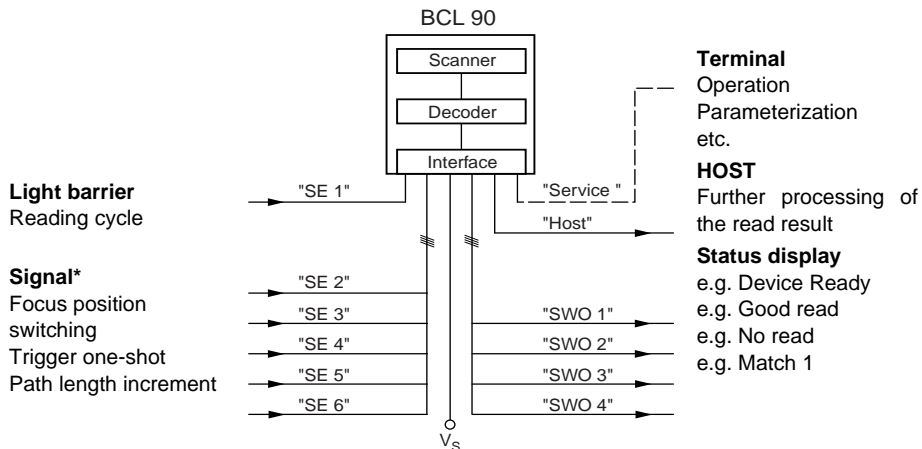 BCL 90
Scanner
Decoder
Interface
Light barrier
Reading cycle
"SE 1"
Signal*
Focus position
switching
Trigger one-shot
Path length increment
"SE 2"
"SE 3"
"SE 4"
"SE 5"
"SE 6"
VS
"Service "
"Host"
"SWO 1"
"SWO 2"
"SWO 3"
"SWO 4"
Terminal
Operation
Parameterization
etc.
HOST
Further processing of
the read result
Status display
e.g. Device Ready
e.g. Good read
e.g. No read
e.g. Match 1